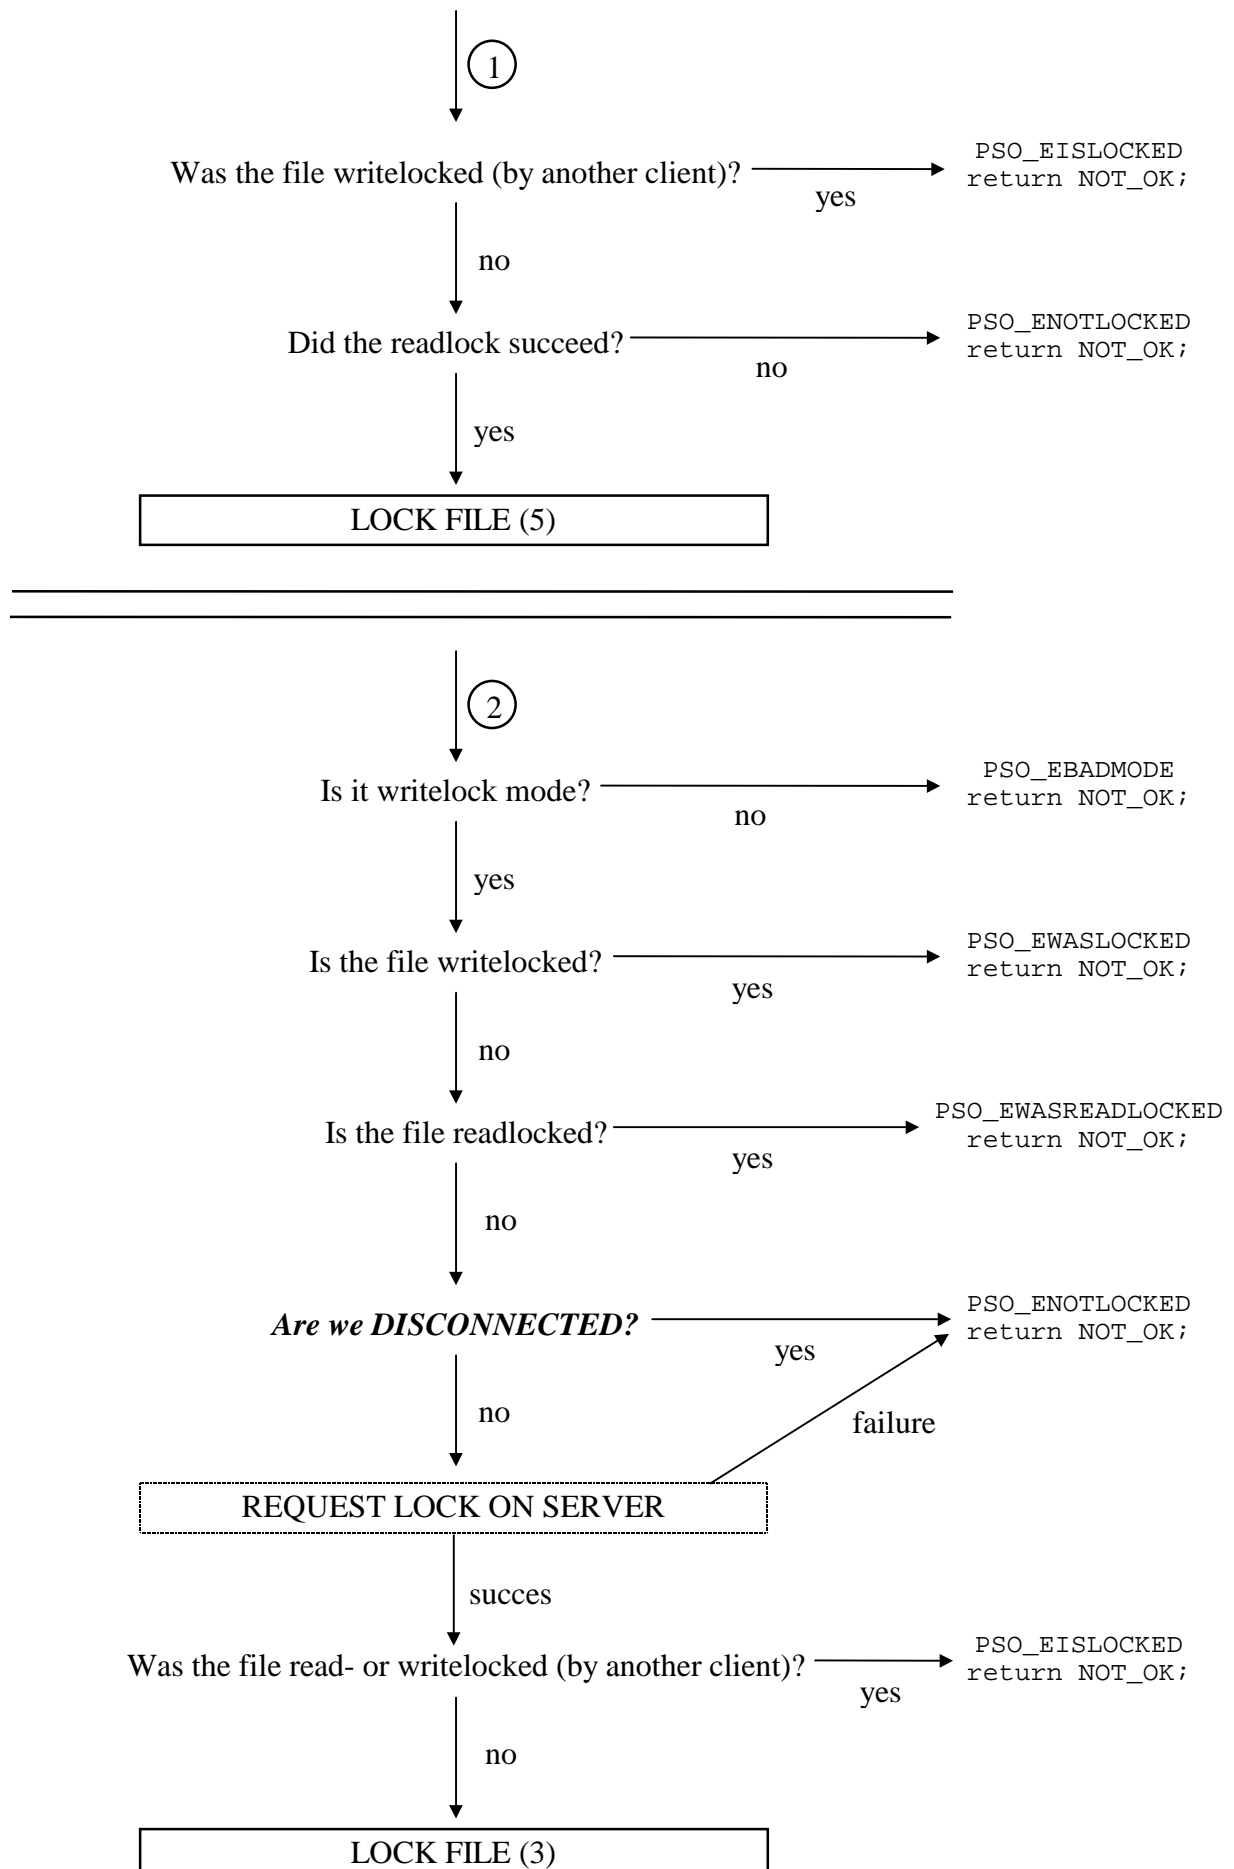 1
Was the file writelocked (by another client)?
yes
PSO_EISLOCKED
return NOT_OK;
no
Did the readlock succeed?
no
PSO_ENOTLOCKED
return NOT_OK;
yes
LOCK FILE (5)
2
Is it writelock mode?
no
PSO_EBADMODE
return NOT_OK;
yes
Is the file writelocked?
yes
PSO_EWASLOCKED
return NOT_OK;
no
Is the file readlocked?
yes
PSO_EWASREADLOCKED
return NOT_OK;
no
Are we DISCONNECTED?
yes
PSO_ENOTLOCKED
return NOT_OK;
no
failure
REQUEST LOCK ON SERVER
succes
Was the file read- or writelocked (by another client)?
yes
PSO_EISLOCKED
return NOT_OK;
no
LOCK FILE (3)